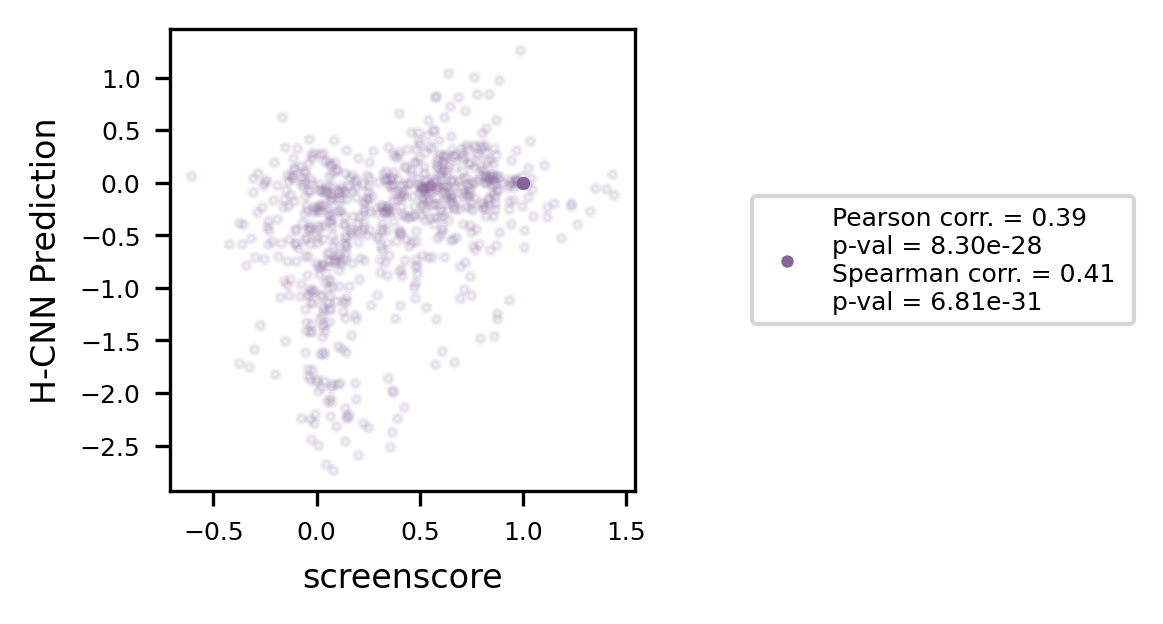 H-CNN Prediction
1.0
0.5
0.0
−0.5
−1.0
−1.5
−2.0
−2.5
−0.5
0.0
0.5
1.0
1.5
screenscore
Pearson corr. = 0.39
p-val = 8.30e-28
Spearman corr. = 0.41
p-val = 6.81e-31